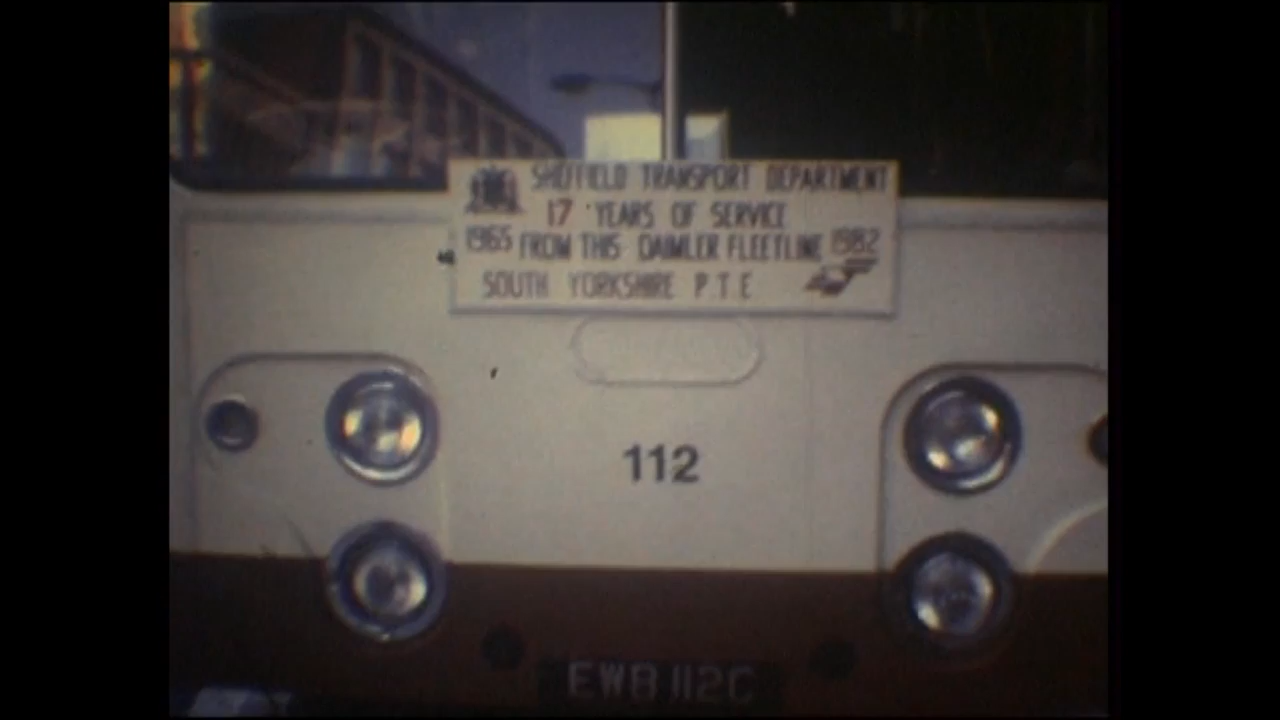 SHEFFIELD TRANSPORT DEPARTMENT
17 YEARS OF SERVICE
1965 FROM THIS DAIMLER FLEETLINE 1982
SOUTH YORKSHIRE P.T.E
112
EWB 112C